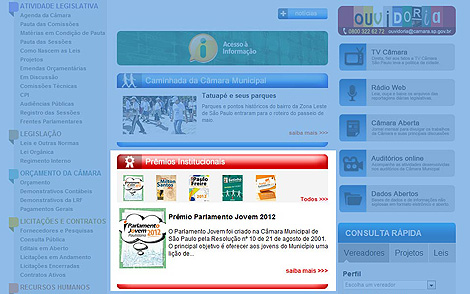 ATIVIDADE LEGISLATIVA
Agenda da Câmara
Pauta das Comissões
Matérias em Condição de Pauta
Pauta das Sessões
Como Nascem as Leis
Projetos
Emendas Orçamentárias
Em Discussão
Comissões Técnicas
CPI
Audiências Públicas
Registro das Sessões
Frentes Parlamentares
LEGISLAÇÃO
Leis e Outras Normas
Lei Orgânica
Regimento Interno
ORÇAMENTO DA CÂMARA
Orçamento
Demonstrativos Contábeis
Demonstrativos da LRF
Pagamentos Gerais
LICITAÇÕES E CONTRATOS
Fornecedores e Pesquisas
Consulta Pública
Editais em Aberto
Licitações em Andamento
Licitações Encerradas
Contratos Ativos
RECURSOS HUMANOS
+ notícias
Acesso à
Informação
Caminhada da Câmara Municipal
Tatuapé e seus parques
Parques e pontos históricos do bairro da Zona Leste
de São Paulo entraram para o roteiro do passeio de
maio.
saiba mais >>>
Prêmios Institucionais
Milton
Santos
Paulo
Freire
Todos >>>
Parlamento
Jovem
2012
Prêmio Parlamento Jovem 2012
O Parlamento Jovem foi criado na Câmara Municipal
de São Paulo pela Resolução nº 10 de 21 de agosto de 2001.
O principal objetivo é oferecer aos jovens do Município uma
lição de...
saiba mais >>>
OUVIDORIA
0800 322 62 72 ouvidoria@camara.sp.gov.br
TV Câmara
Rádio Web
Câmara Aberta
Auditórios online
Dados Abertos
CONSULTA RÁPIDA
Vereadores Projetos Leis
Perfil
Escolha um vereador